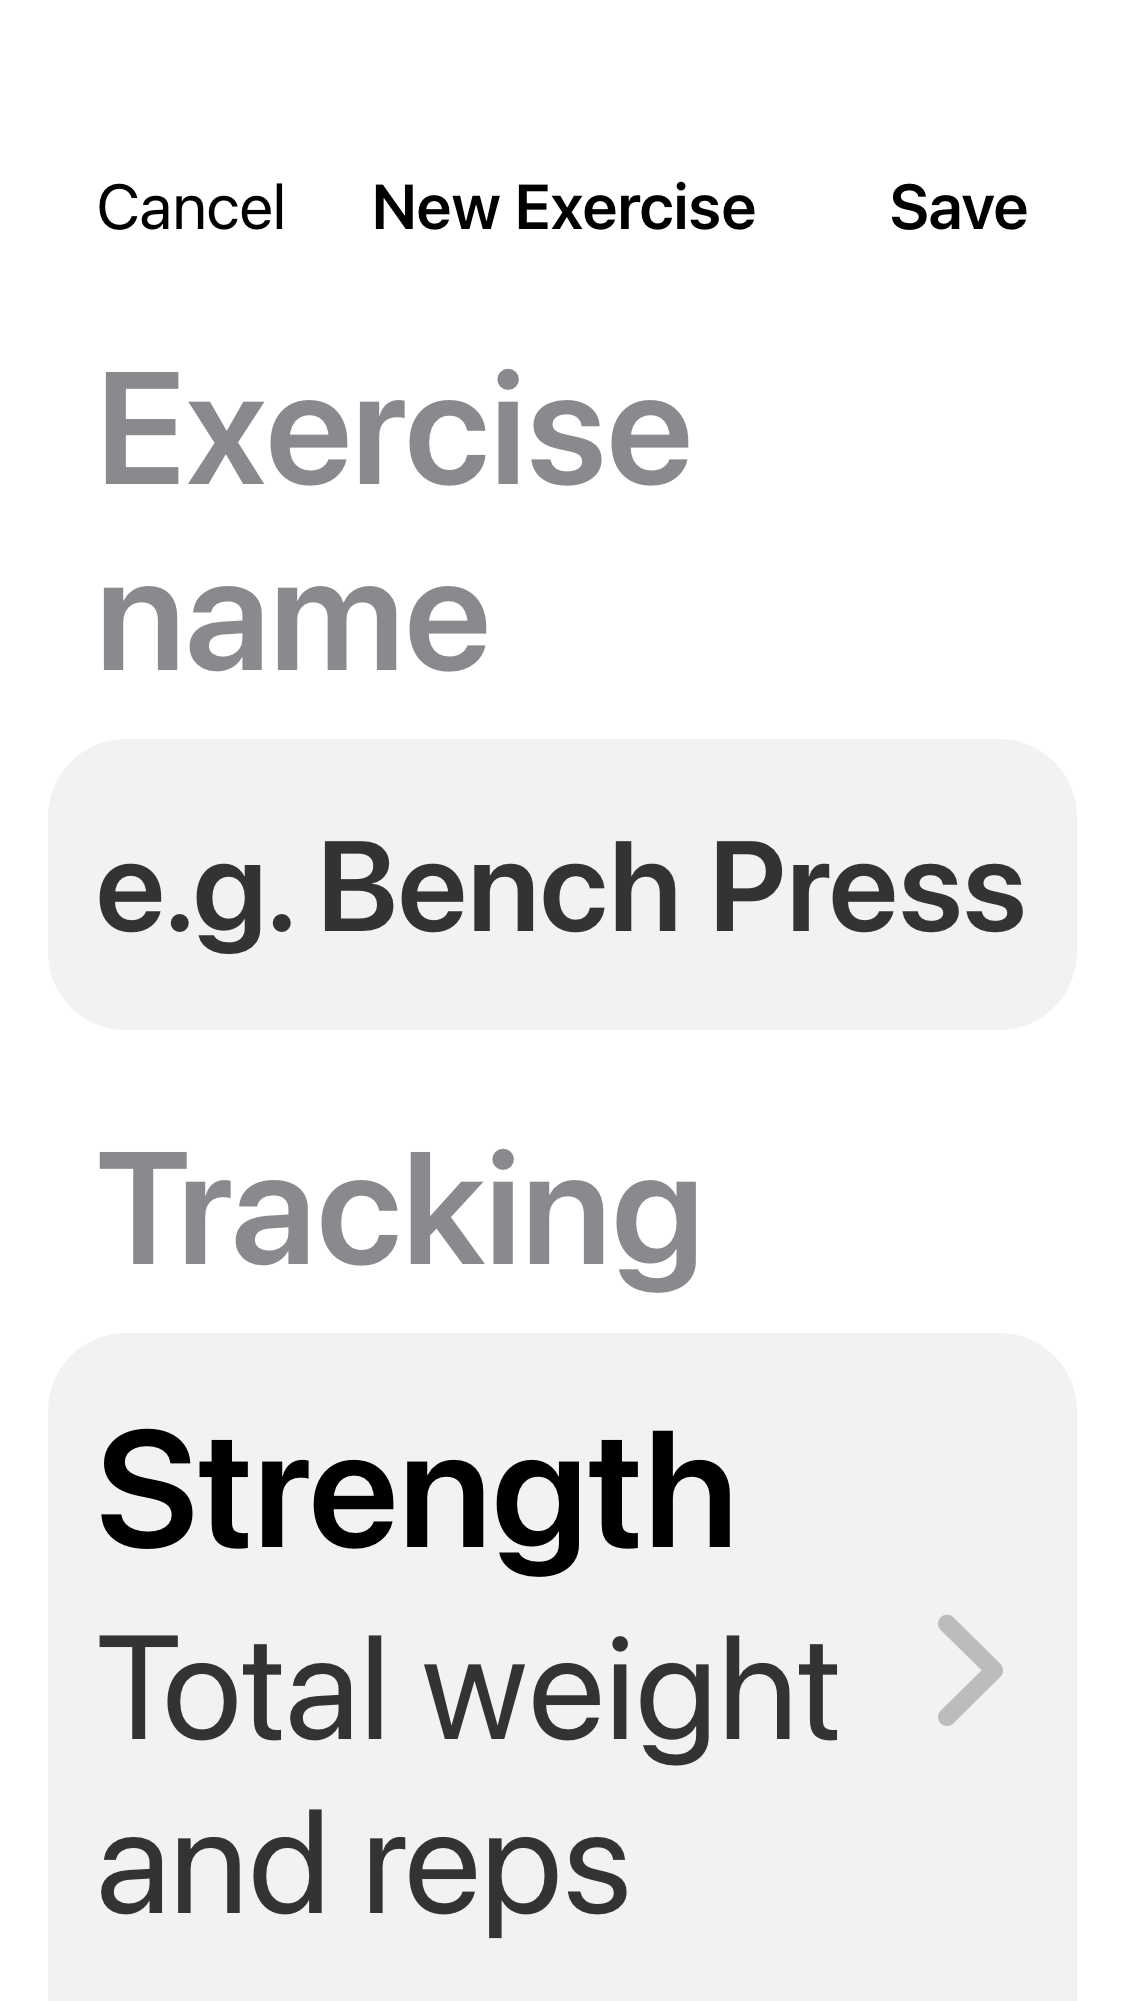 Cancel New Exercise Save
Exercise
name
e.g. Bench Press
Tracking
Strength
Total weight
and reps